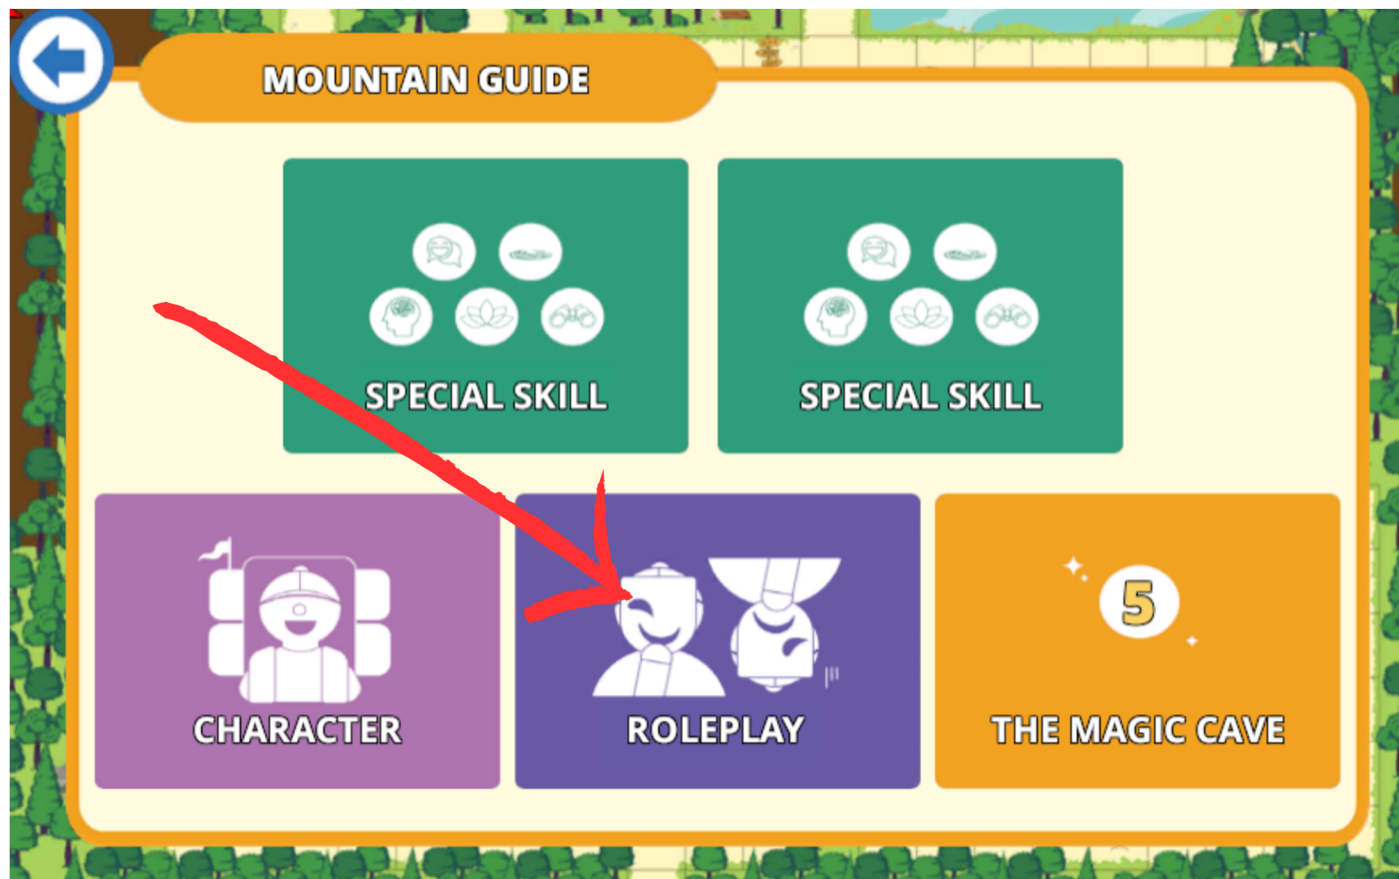 MOUNTAIN GUIDE
SPECIAL SKILL
SPECIAL SKILL
CHARACTER
ROLEPLAY
5
THE MAGIC CAVE